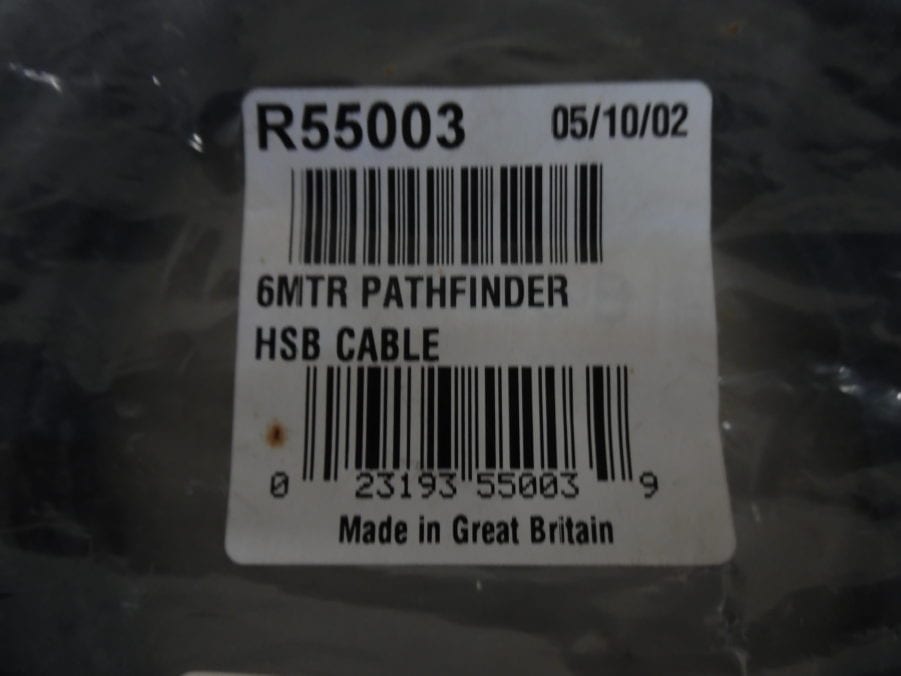 R55003 05/10/02
6MTR PATHFINDER
HSB CABLE
0 23193 55003 9
Made in Great Britain